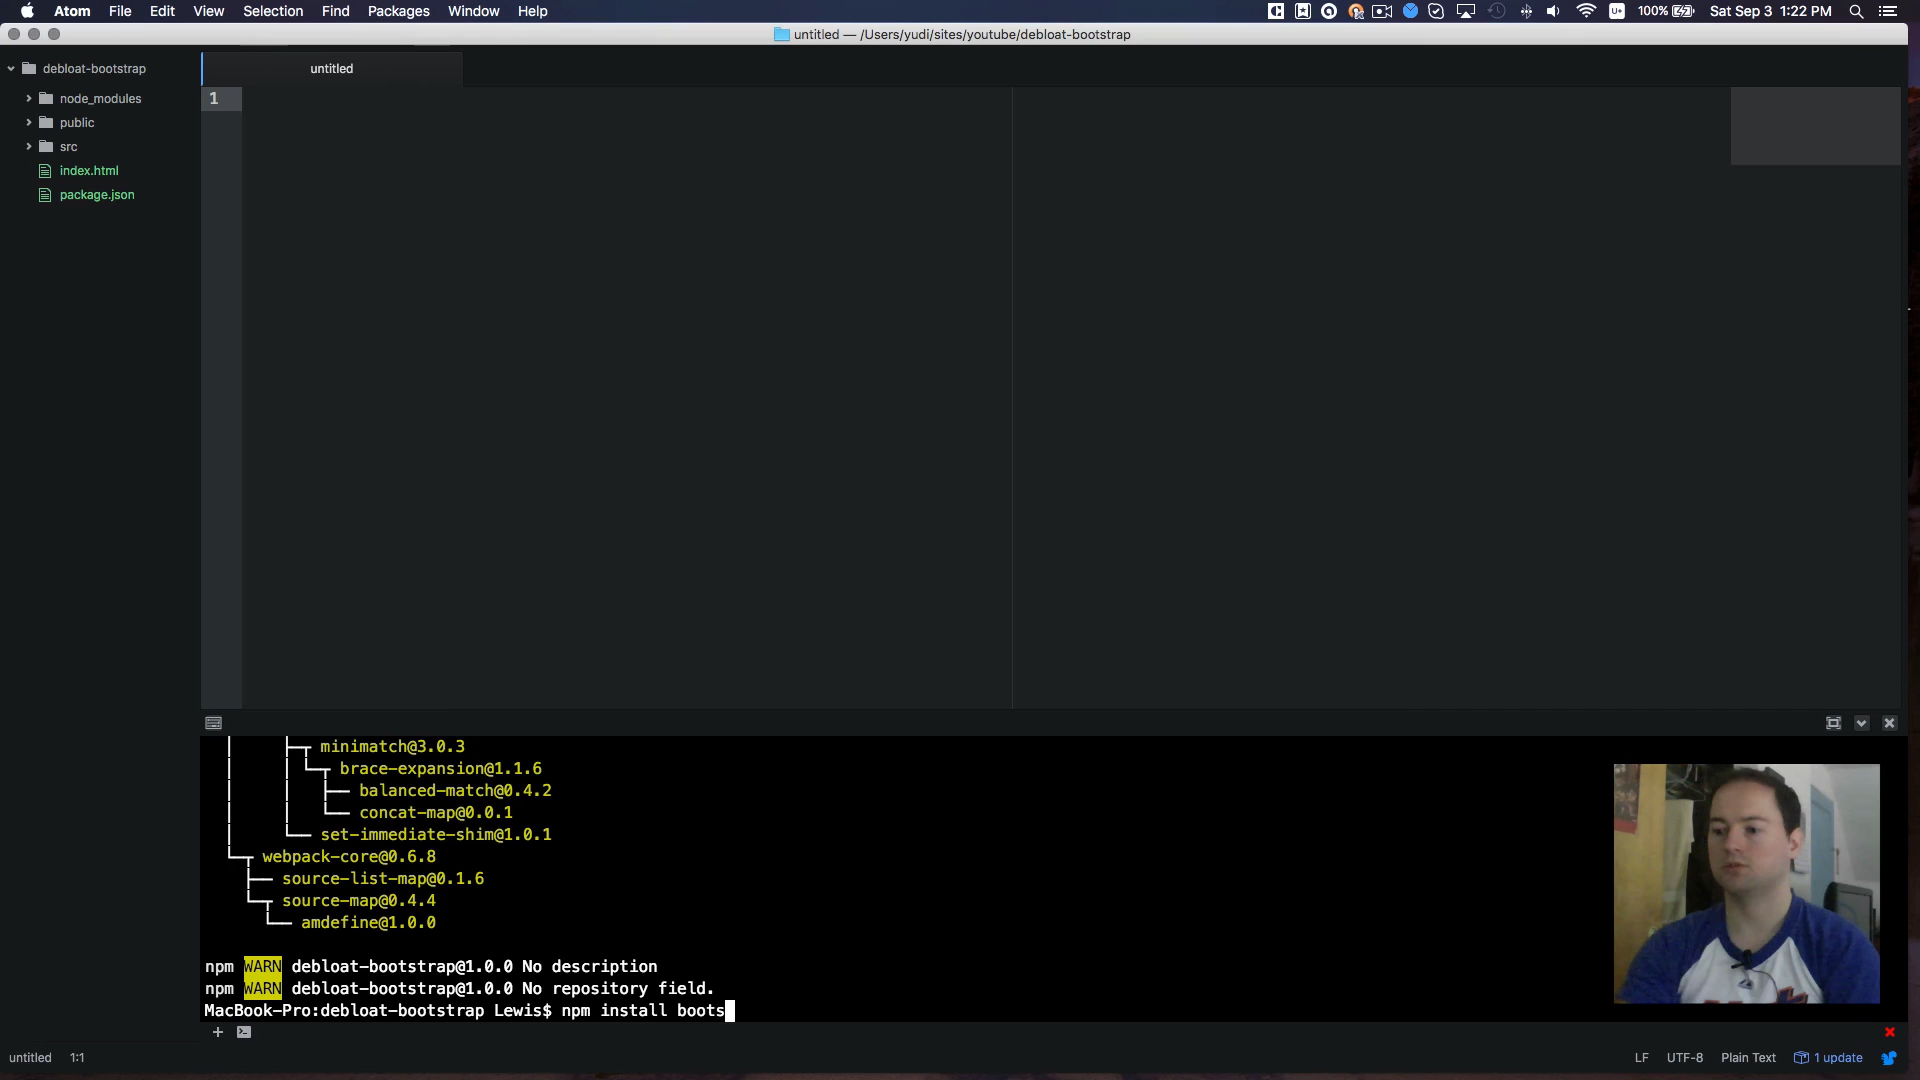 Atom File Edit View Selection Find Packages Window Help
100% Sat Sep 3 1:22 PM
untitled — /Users/yudi/sites/youtube/debloat-bootstrap
debloat-bootstrap
node_modules
public
src
index.html
package.json
untitled
1
minimatch@3.0.3
brace-expansion@1.1.6
balanced-match@0.4.2
concat-map@0.0.1
set-immediate-shim@1.0.1
webpack-core@0.6.8
source-list-map@0.1.6
source-map@0.4.4
amdefine@1.0.0
npm WARN debloat-bootstrap@1.0.0 No description
npm WARN debloat-bootstrap@1.0.0 No repository field.
MacBook-Pro:debloat-bootstrap Lewis$ npm install boots
untitled 1:1
LF UTF-8 Plain Text 1 update